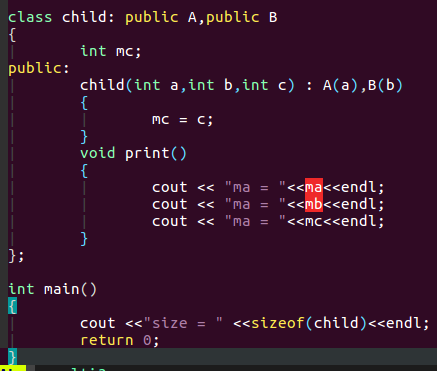 class child: public A,public B
{
int mc;
public:
child(int a,int b,int c) : A(a),B(b)
{
mc = c;
}
void print()
{
cout << "ma = "<<ma<<endl;
cout << "ma = "<<mb<<endl;
cout << "ma = "<<mc<<endl;
}
};
int main()
{
cout <<"size = " <<sizeof(child)<<endl;
return 0;
}